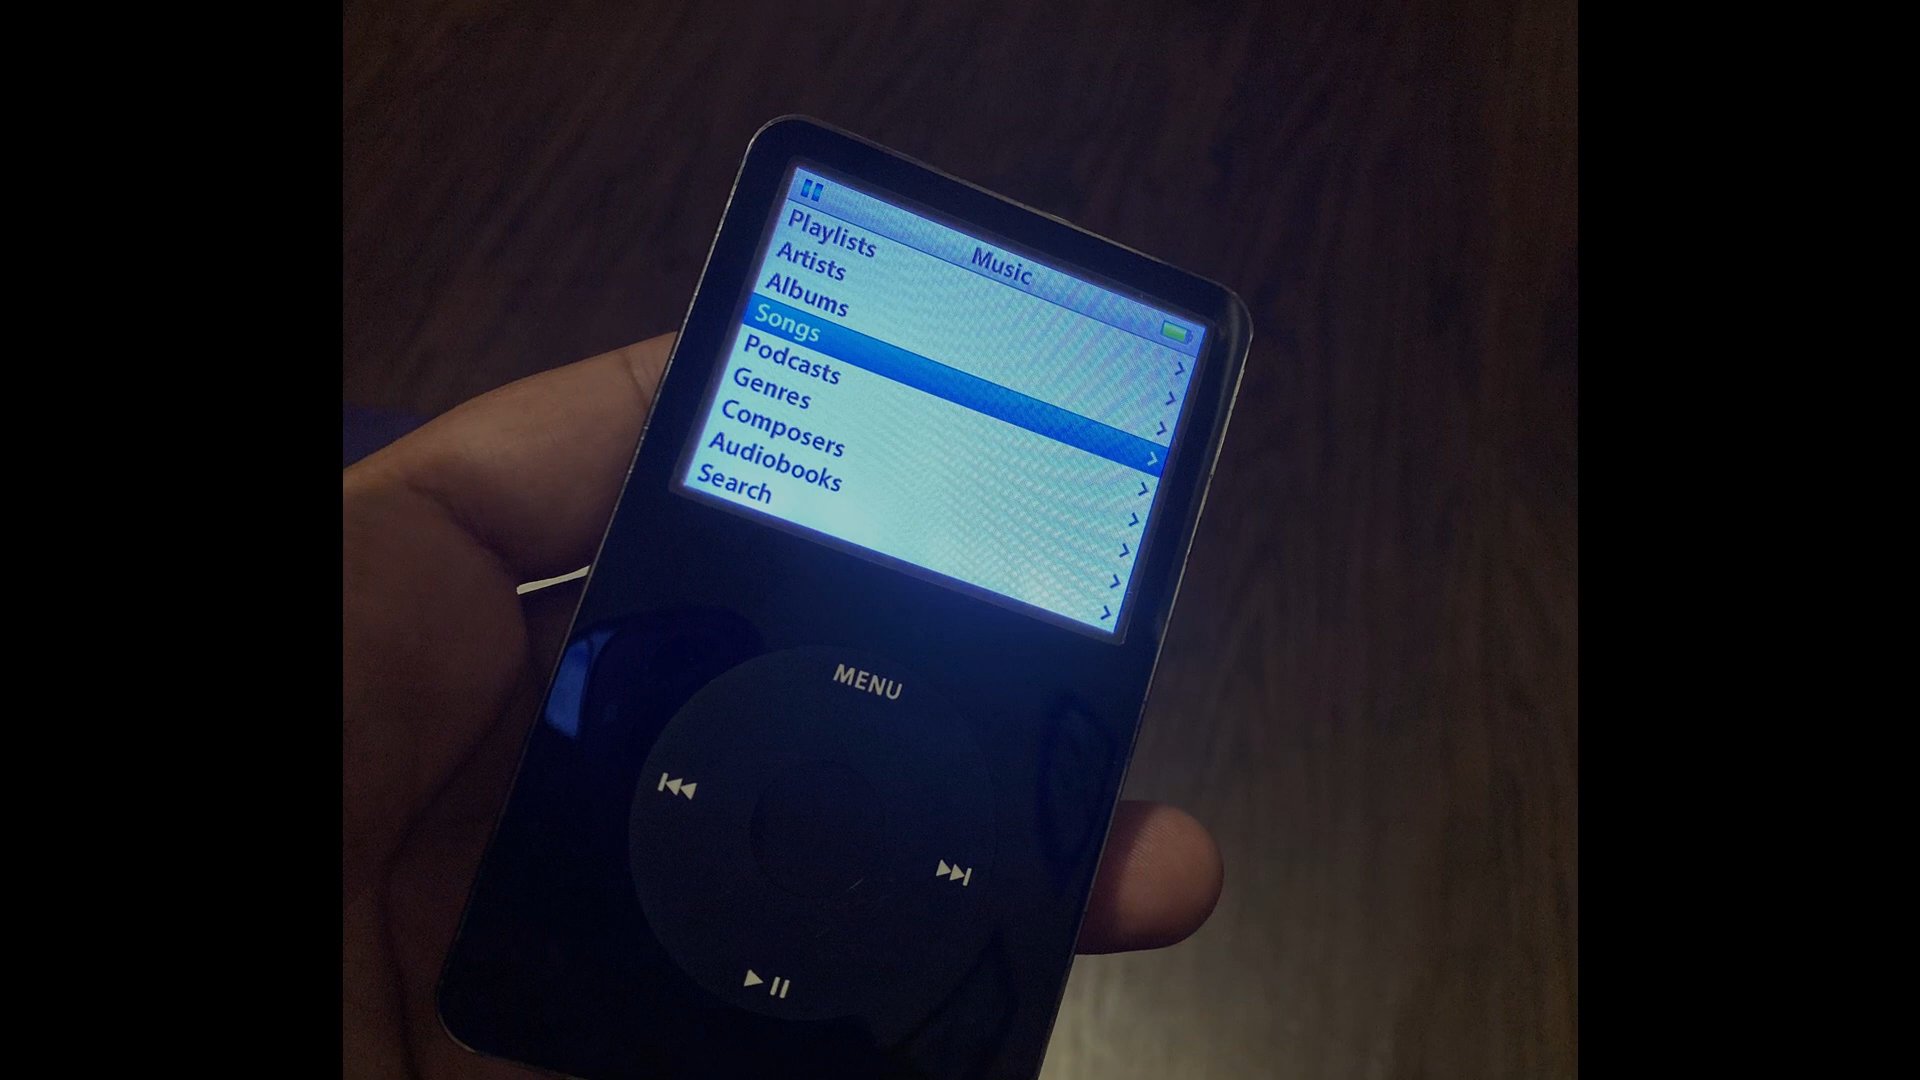 Music
Playlists
Artists
Albums
Songs
Podcasts
Genres
Composers
Audiobooks
Search
MENU